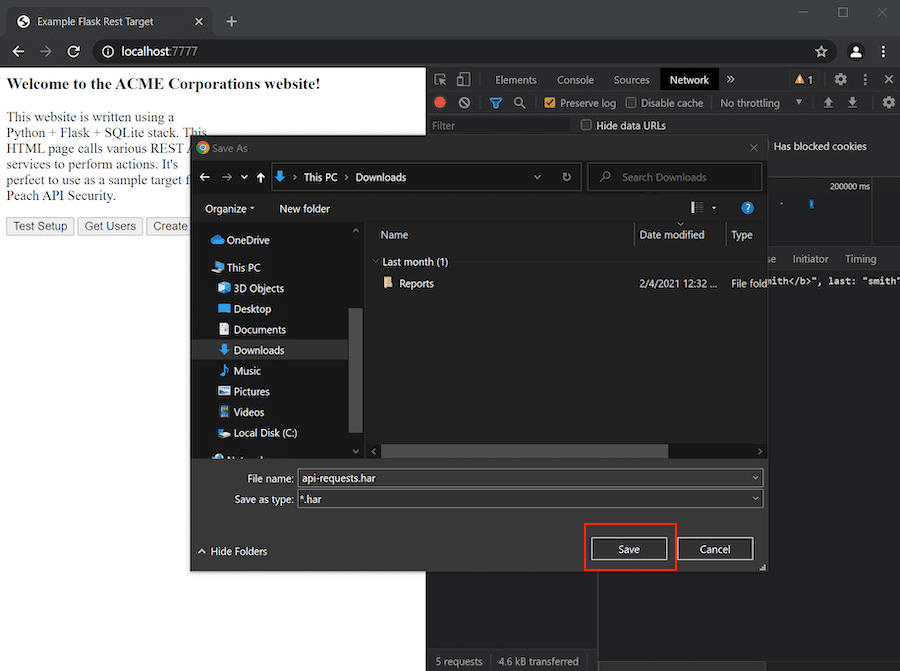 Example Flask Rest Target
localhost:7777
Welcome to the ACME Corporations website!
This website is written using a
Python + Flask + SQLite stack. This
HTML page calls various REST
services to perform actions. It's
perfect to use as a sample target
Peach API Security.
Test Setup Get Users Create
Elements Console Sources Network » 1
Preserve log Disable cache No throttling
Filter Hide data URLs
Has blocked cookies
200000 ms
Initiator Timing
</b>", last: "smith"
Save As
This PC Downloads Search Downloads
Organize New folder
OneDrive
This PC
3D Objects
Desktop
Documents
Downloads
Music
Pictures
Videos
Local Disk (C:)
Name Date modified Type
Last month (1)
Reports 2/4/2021 12:32 ... File fold
File name: api-requests.har
Save as type: *.har
Hide Folders Save Cancel
5 requests 4.6 kB transferred